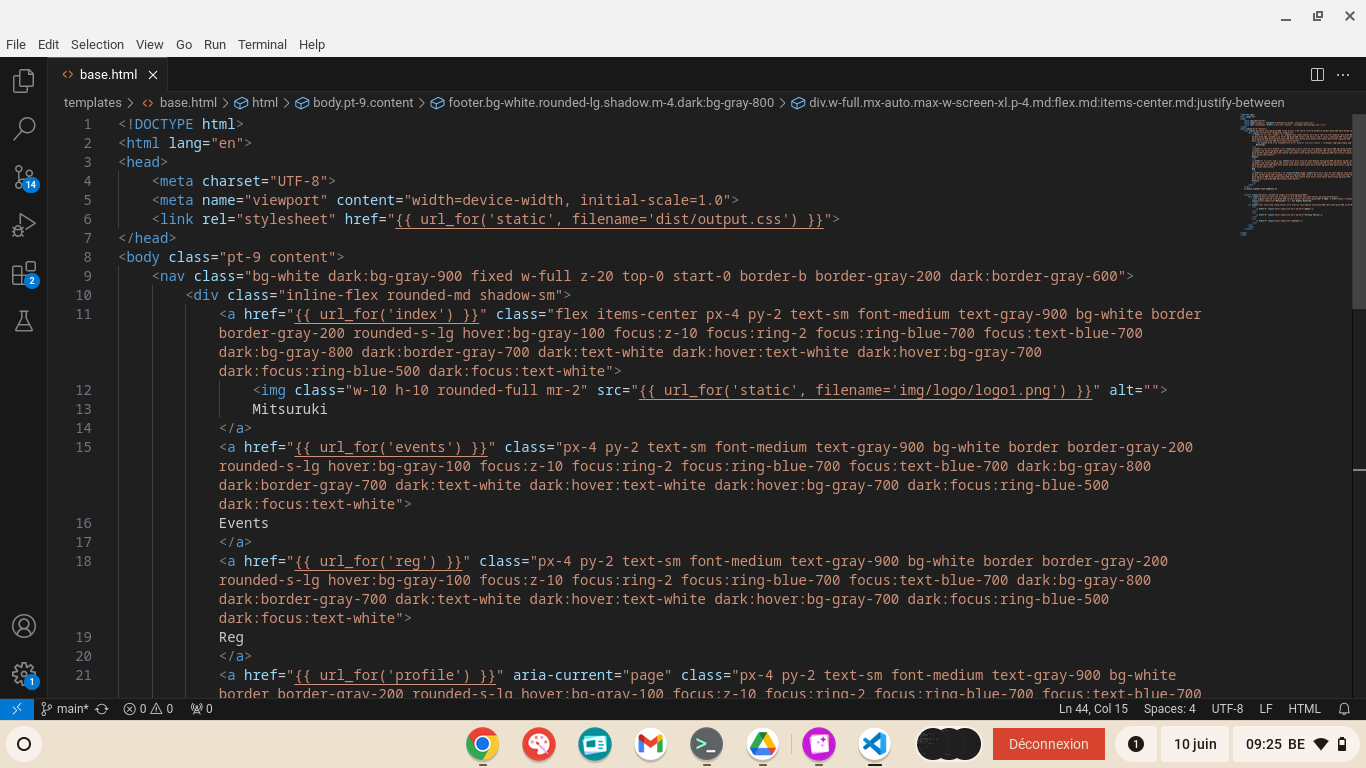 File Edit Selection View Go Run Terminal Help
base.html
templates > base.html > html > body.pt-9.content > footer.bg-white.rounded-lg.shadow.m-4.dark:bg-gray-800 > div.w-full.mx-auto.max-w-screen-xl.p-4.md:flex.md:items-center.md:justify-between
1 <!DOCTYPE html>
2 <html lang="en">
3 <head>
4 <meta charset="UTF-8">
5 <meta name="viewport" content="width=device-width, initial-scale=1.0">
6 <link rel="stylesheet" href="{{ url_for('static', filename='dist/output.css') }}">
7 </head>
8 <body class="pt-9 content">
9 <nav class="bg-white dark:bg-gray-900 fixed w-full z-20 top-0 start-0 border-b border-gray-200 dark:border-gray-600">
10 <div class="inline-flex rounded-md shadow-sm">
11 <a href="{{ url_for('index') }}" class="flex items-center px-4 py-2 text-sm font-medium text-gray-900 bg-white border
border-gray-200 rounded-s-lg hover:bg-gray-100 focus:z-10 focus:ring-2 focus:ring-blue-700 focus:text-blue-700
dark:bg-gray-800 dark:border-gray-700 dark:text-white dark:hover:text-white dark:hover:bg-gray-700
dark:focus:ring-blue-500 dark:focus:text-white">
12 <img class="w-10 h-10 rounded-full mr-2" src="{{ url_for('static', filename='img/logo/logo1.png') }}" alt="">
13 Mitsuruki
14 </a>
15 <a href="{{ url_for('events') }}" class="px-4 py-2 text-sm font-medium text-gray-900 bg-white border border-gray-200
rounded-s-lg hover:bg-gray-100 focus:z-10 focus:ring-2 focus:ring-blue-700 focus:text-blue-700 dark:bg-gray-800
dark:border-gray-700 dark:text-white dark:hover:text-white dark:hover:bg-gray-700 dark:focus:ring-blue-500
dark:focus:text-white">
16 Events
17 </a>
18 <a href="{{ url_for('reg') }}" class="px-4 py-2 text-sm font-medium text-gray-900 bg-white border border-gray-200
rounded-s-lg hover:bg-gray-100 focus:z-10 focus:ring-2 focus:ring-blue-700 focus:text-blue-700 dark:bg-gray-800
dark:border-gray-700 dark:text-white dark:hover:text-white dark:hover:bg-gray-700 dark:focus:ring-blue-500
dark:focus:text-white">
19 Reg
20 </a>
21 <a href="{{ url_for('profile') }}" aria-current="page" class="px-4 py-2 text-sm font-medium text-gray-900 bg-white
border border-gray-200 rounded-s-lg hover:bg-gray-100 focus:z-10 focus:ring-2 focus:ring-blue-700 focus:text-blue-700
14
2
1
main* 0 0 0 Ln 44, Col 15 Spaces: 4 UTF-8 LF HTML
Déconnexion 1 10 juin 09:25 BE